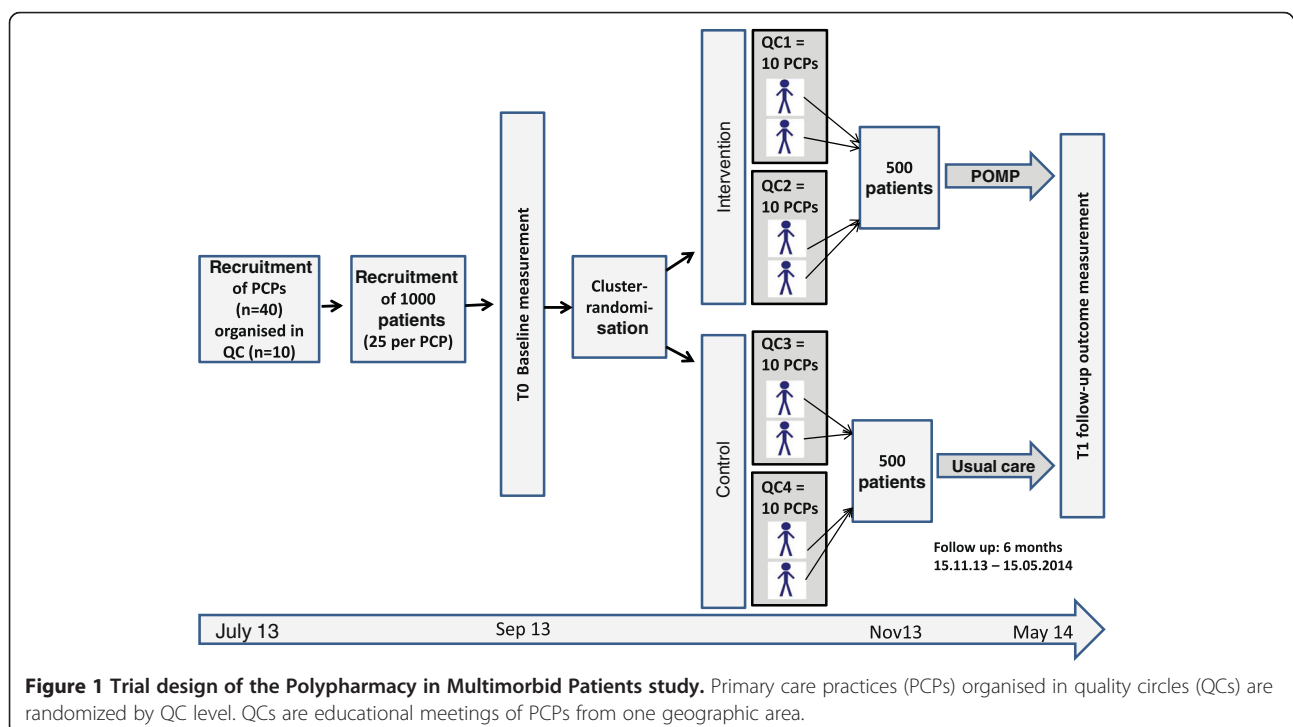 Recruitment
of PCPs
(n=40)
organised in
QC (n=10)
Recruitment
of 1000
patients
(25 per PCP)
T0 Baseline measurement
Cluster-
randomi-
sation
Intervention
QC1 =
10 PCPs
QC2 =
10 PCPs
500
patients
POMP
Control
QC3 =
10 PCPs
QC4 =
10 PCPs
500
patients
Usual care
T1 follow-up outcome measurement
Follow up: 6 months
15.11.13 – 15.05.2014
July 13
Sep 13
Nov13
May 14
Figure 1 Trial design of the Polypharmacy in Multimorbid Patients study. Primary care practices (PCPs) organised in quality circles (QCs) are
randomized by QC level. QCs are educational meetings of PCPs from one geographic area.